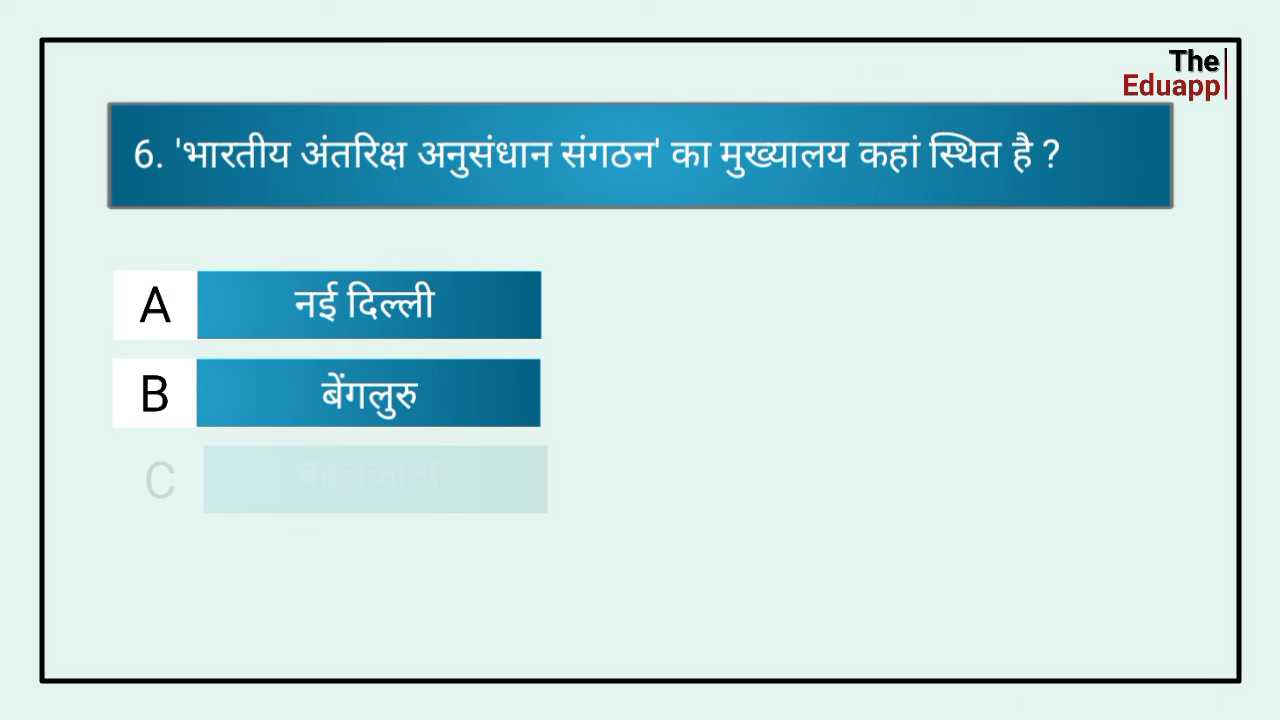 The
Eduapp
6. 'भारतीय अंतरिक्ष अनुसंधान संगठन' का मुख्यालय कहां स्थित है ?
A नई दिल्ली
B बेंगलुरु
C